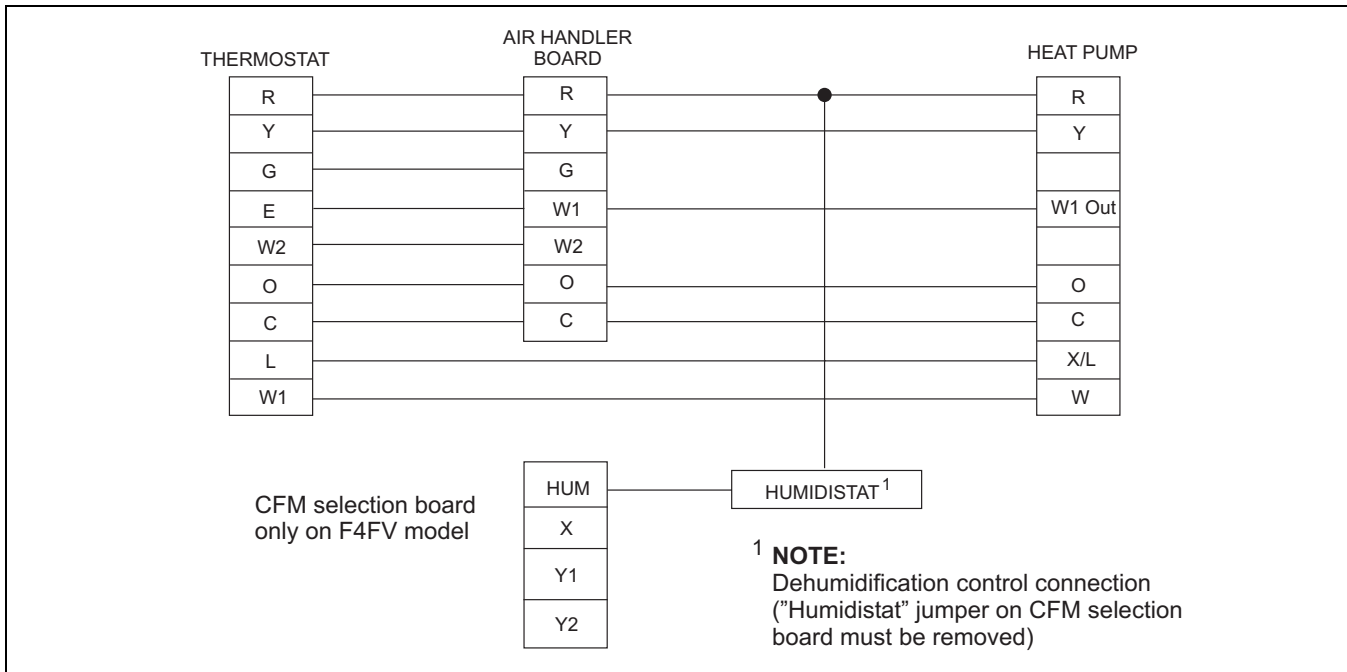 AIR HANDLER
BOARD
THERMOSTAT
HEAT PUMP
R R R
Y Y Y
G G
E W1 W1 Out
W2 W2
O O O
C C C
L X/L
W1 W
HUM HUMIDISTAT 1
X
Y1
Y2
CFM selection board
only on F4FV model
1 NOTE:
Dehumidification control connection
(”Humidistat” jumper on CFM selection
board must be removed)